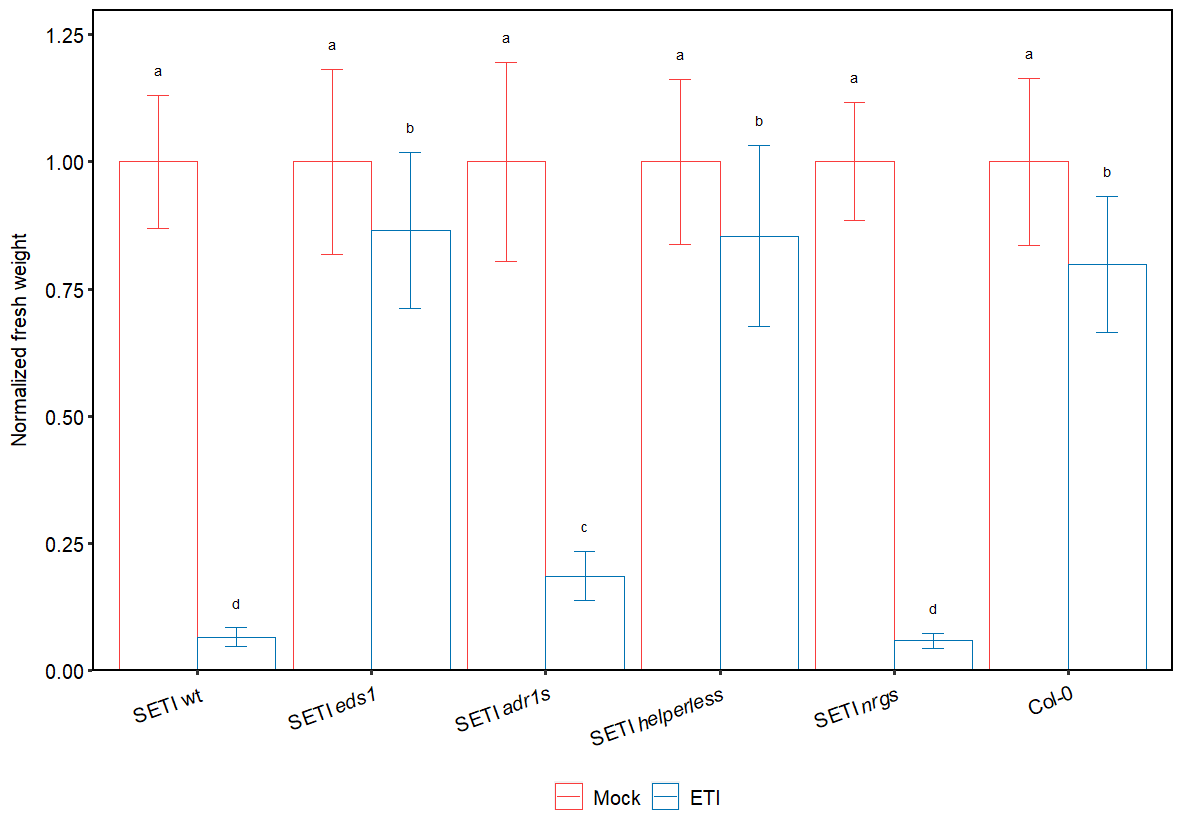 1.25
1.00
0.75
0.50
0.25
0.00
Normalized fresh weight
a
d
a
b
a
c
a
b
a
d
a
b
SETI wt
SETI eds1
SETI adr1s
SETI helperless
SETI nrgs
Col-0
Mock
ETI